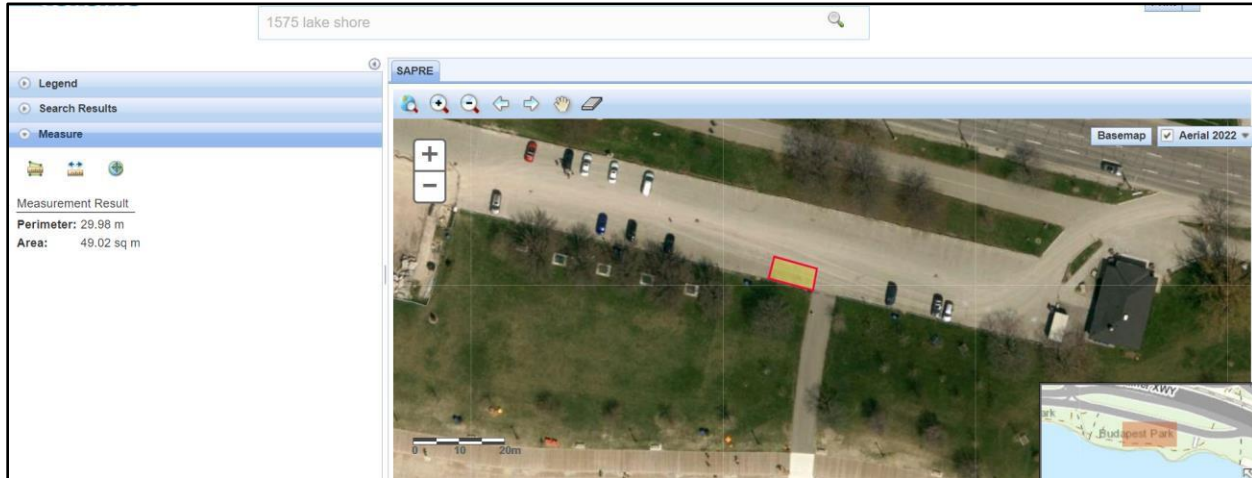 1575 lake shore
Legend
Search Results
Measure
Measurement Result
Perimeter: 29.98 m
Area: 49.02 sq m
SAPRE
Basemap
Aerial 2022
0 10 20m
XWY
Budapest Park